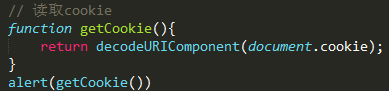 // 读取cookie
function getCookie(){
    return decodeURIComponent(document.cookie);
}
alert(getCookie())